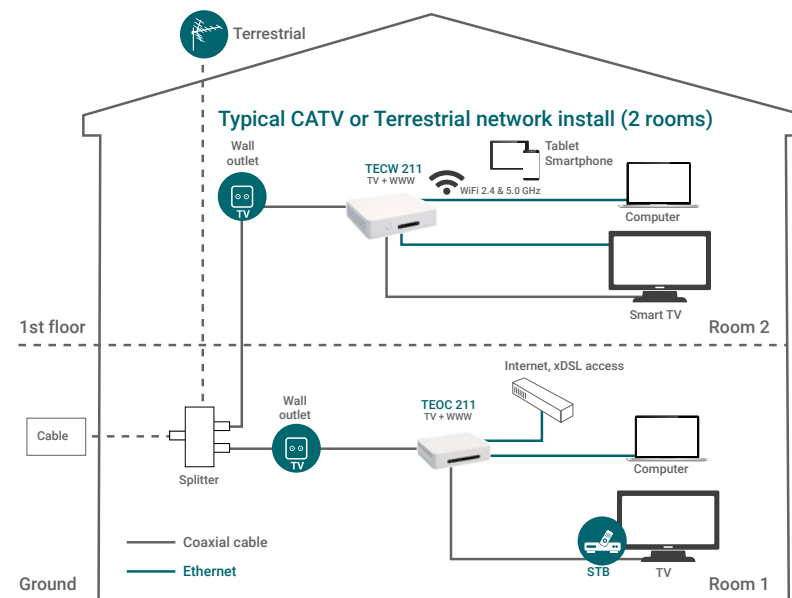 Terrestrial
Typical CATV or Terrestrial network install (2 rooms)
Wall
outlet
TV
TECW 211
TV + WWW
WiFi 2.4 & 5.0 GHz
Tablet
Smartphone
Computer
Smart TV
1st floor
Room 2
Internet, xDSL access
Cable
Splitter
Wall
outlet
TV
TEOC 211
TV + WWW
Computer
STB
TV
Coaxial cable
Ethernet
Ground
Room 1